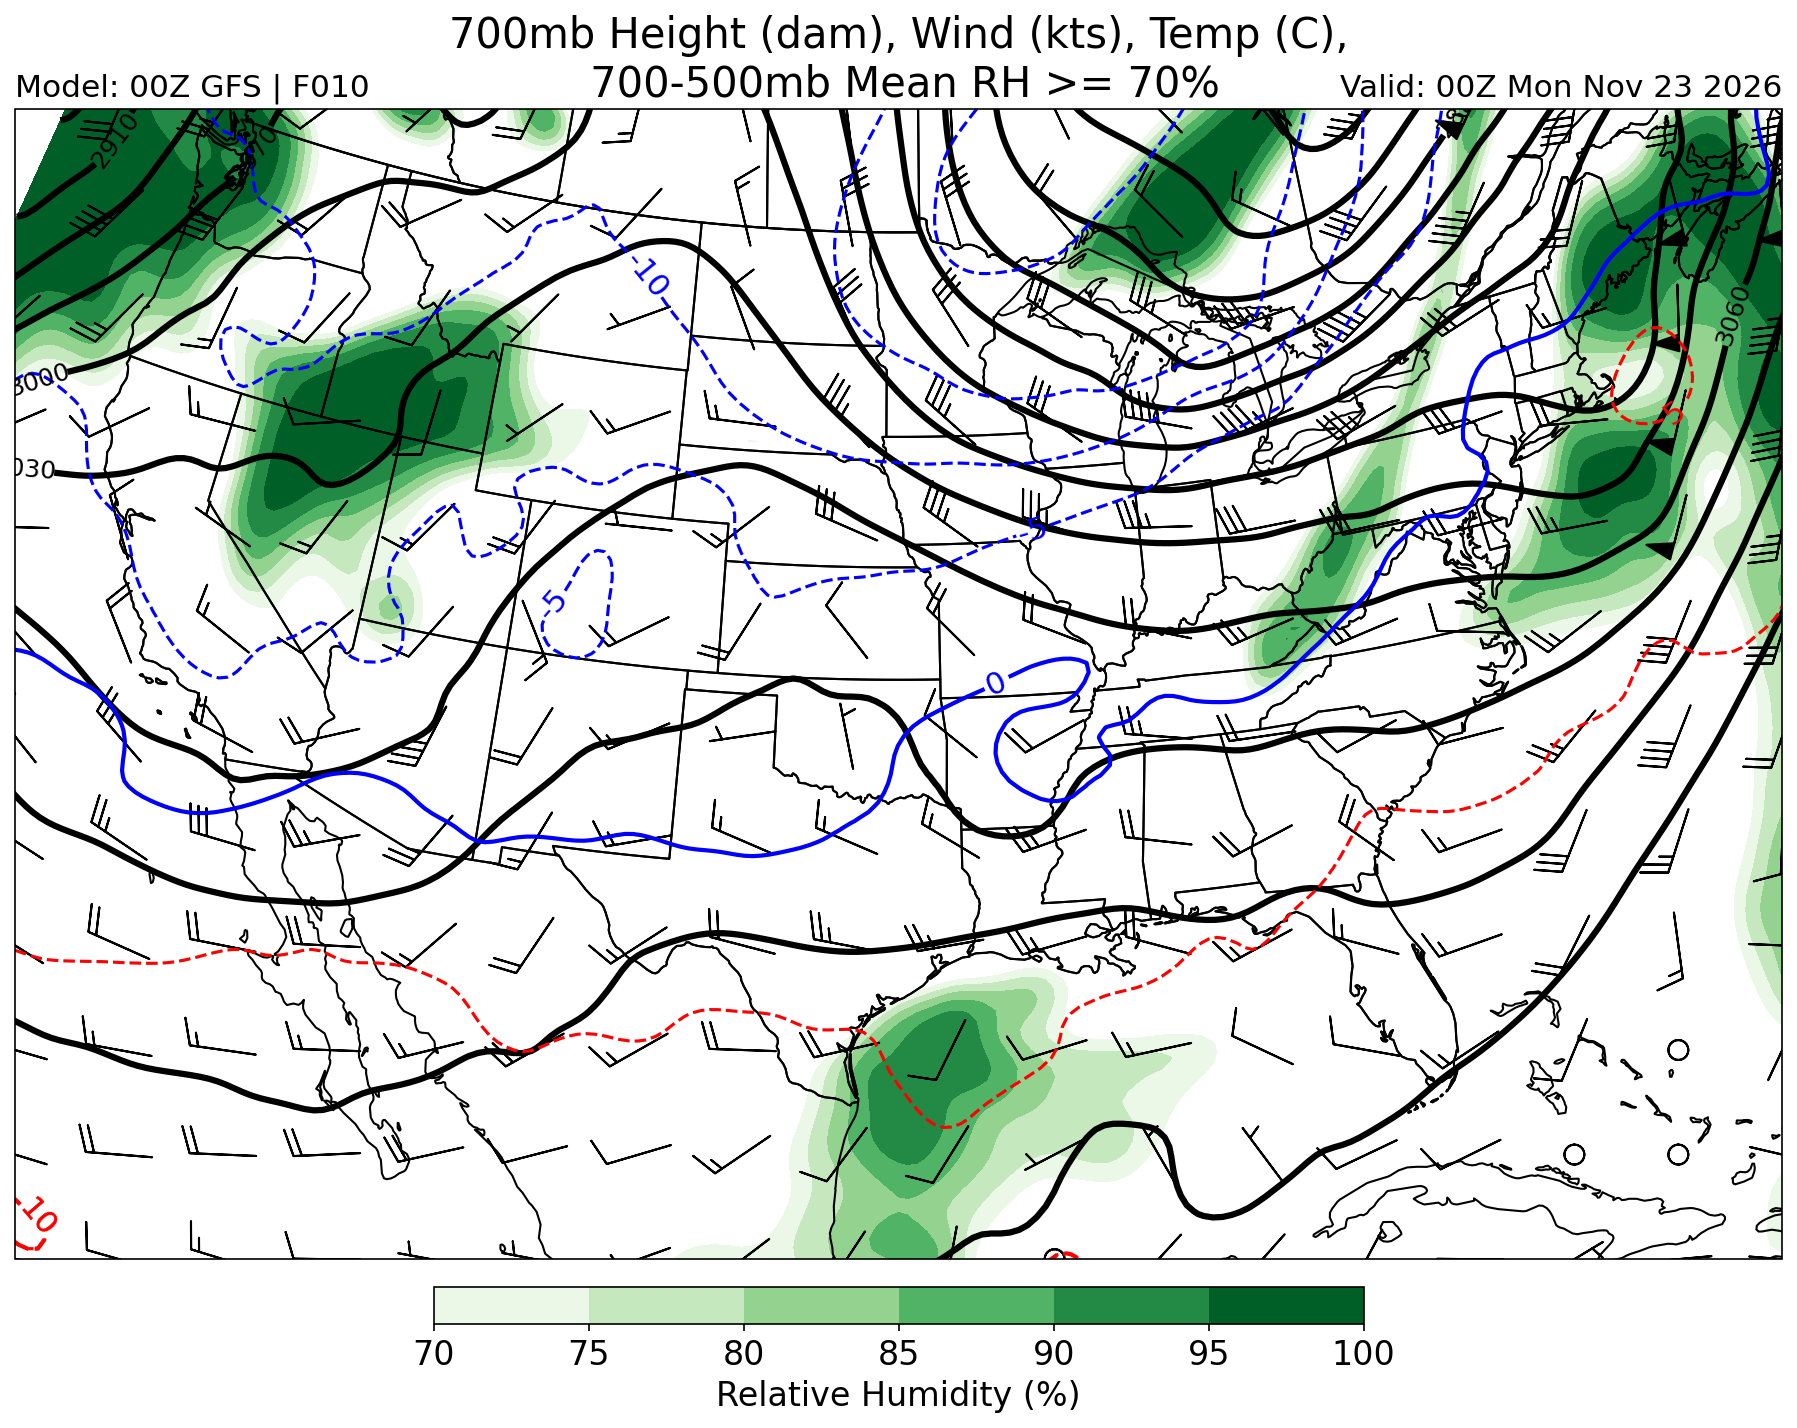 700mb Height (dam), Wind (kts), Temp (C),
700-500mb Mean RH >= 70%
Model: 00Z GFS | F010
Valid: 00Z Mon Nov 23 2026
2910
-10
3060
3000
5
030
-5
-5
0
-10
70 75 80 85 90 95 100
Relative Humidity (%)